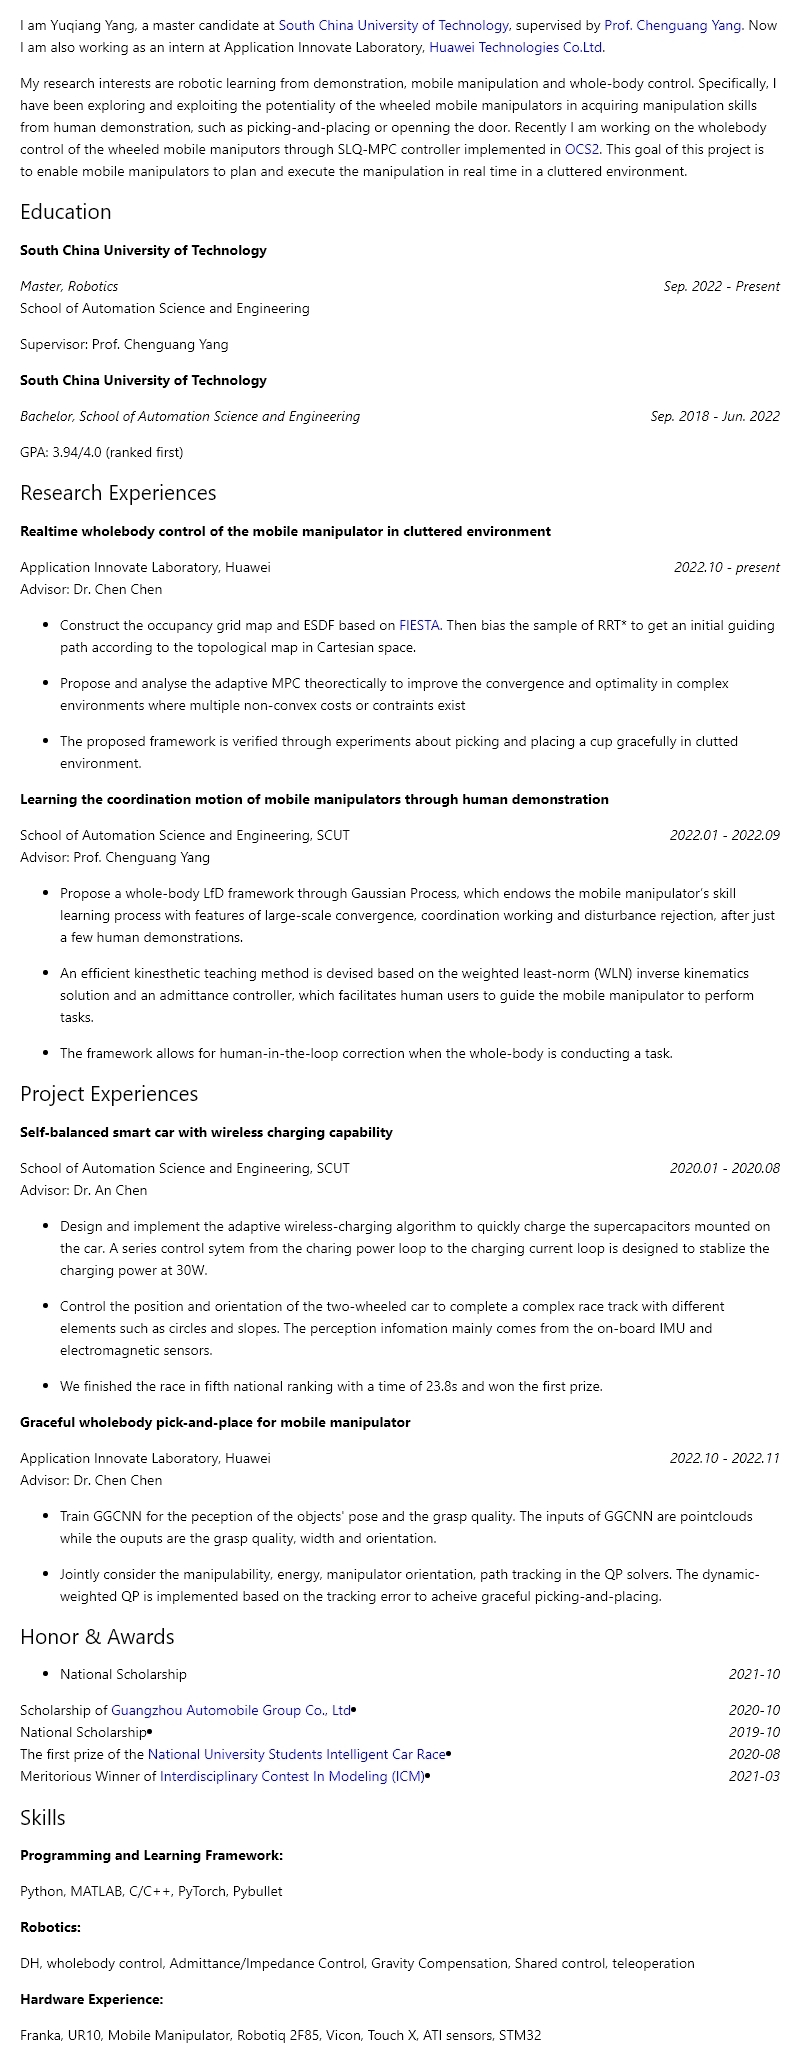 I am Yuqiang Yang, a master candidate at South China University of Technology, supervised by Prof. Chenguang Yang. Now
I am also working as an intern at Application Innovate Laboratory, Huawei Technologies Co.Ltd.
My research interests are robotic learning from demonstration, mobile manipulation and whole-body control. Specifically, I
have been exploring and exploiting the potentiality of the wheeled mobile manipulators in acquiring manipulation skills
from human demonstration, such as picking-and-placing or openning the door. Recently I am working on the wholebody
control of the wheeled mobile maniputors through SLQ-MPC controller implemented in OCS2. This goal of this project is
to enable mobile manipulators to plan and execute the manipulation in real time in a cluttered environment.
Education
South China University of Technology
Master, Robotics Sep. 2022 - Present
School of Automation Science and Engineering
Supervisor: Prof. Chenguang Yang
South China University of Technology
Bachelor, School of Automation Science and Engineering Sep. 2018 - Jun. 2022
GPA: 3.94/4.0 (ranked first)
Research Experiences
Realtime wholebody control of the mobile manipulator in cluttered environment
Application Innovate Laboratory, Huawei 2022.10 - present
Advisor: Dr. Chen Chen
• Construct the occupancy grid map and ESDF based on FIESTA. Then bias the sample of RRT* to get an initial guiding
path according to the topological map in Cartesian space.
• Propose and analyse the adaptive MPC theorectically to improve the convergence and optimality in complex
environments where multiple non-convex costs or contraints exist
• The proposed framework is verified through experiments about picking and placing a cup gracefully in clutted
environment.
Learning the coordination motion of mobile manipulators through human demonstration
School of Automation Science and Engineering, SCUT 2022.01 - 2022.09
Advisor: Prof. Chenguang Yang
• Propose a whole-body LfD framework through Gaussian Process, which endows the mobile manipulator's skill
learning process with features of large-scale convergence, coordination working and disturbance rejection, after just
a few human demonstrations.
• An efficient kinesthetic teaching method is devised based on the weighted least-norm (WLN) inverse kinematics
solution and an admittance controller, which facilitates human users to guide the mobile manipulator to perform
tasks.
• The framework allows for human-in-the-loop correction when the whole-body is conducting a task.
Project Experiences
Self-balanced smart car with wireless charging capability
School of Automation Science and Engineering, SCUT 2020.01 - 2020.08
Advisor: Dr. An Chen
• Design and implement the adaptive wireless-charging algorithm to quickly charge the supercapacitors mounted on
the car. A series control sytem from the charing power loop to the charging current loop is designed to stablize the
charging power at 30W.
• Control the position and orientation of the two-wheeled car to complete a complex race track with different
elements such as circles and slopes. The perception infomation mainly comes from the on-board IMU and
electromagnetic sensors.
• We finished the race in fifth national ranking with a time of 23.8s and won the first prize.
Graceful wholebody pick-and-place for mobile manipulator
Application Innovate Laboratory, Huawei 2022.10 - 2022.11
Advisor: Dr. Chen Chen
• Train GGCNN for the peception of the objects' pose and the grasp quality. The inputs of GGCNN are pointclouds
while the ouputs are the grasp quality, width and orientation.
• Jointly consider the manipulability, energy, manipulator orientation, path tracking in the QP solvers. The dynamic-
weighted QP is implemented based on the tracking error to acheive graceful picking-and-placing.
Honor & Awards
• National Scholarship 2021-10
Scholarship of Guangzhou Automobile Group Co., Ltd• 2020-10
National Scholarship• 2019-10
The first prize of the National University Students Intelligent Car Race• 2020-08
Meritorious Winner of Interdisciplinary Contest In Modeling (ICM)• 2021-03
Skills
Programming and Learning Framework:
Python, MATLAB, C/C++, PyTorch, Pybullet
Robotics:
DH, wholebody control, Admittance/Impedance Control, Gravity Compensation, Shared control, teleoperation
Hardware Experience:
Franka, UR10, Mobile Manipulator, Robotiq 2F85, Vicon, Touch X, ATI sensors, STM32